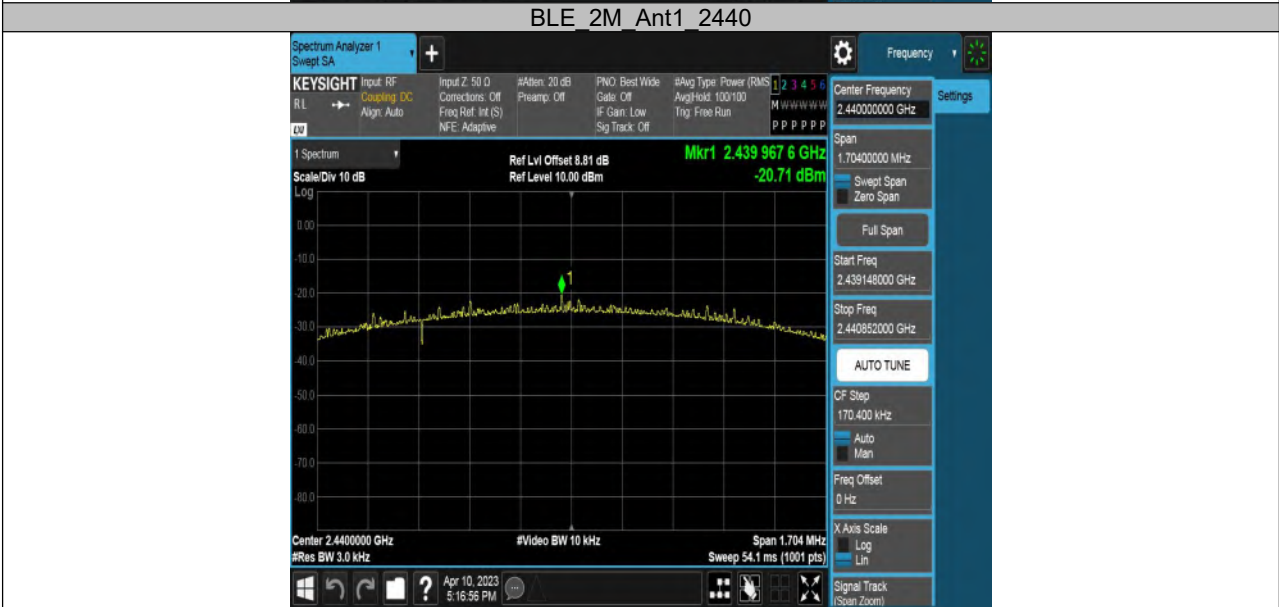 BLE_2M_Ant1_2440
Spectrum Analyzer 1
Swept SA
+
Frequency
KEYSIGHT
R L
LXI
Input: RF
Coupling: DC
Align: Auto
Input Z: 50 Ω
Corrections: Off
Freq Ref: Int (S)
NFE: Adaptive
#Atten: 20 dB
Preamp: Off
PNO: Best Wide
Gate: Off
IF Gain: Low
Sig Track: Off
#Avg Type: Power (RMS
Avg|Hold: 100/100
Trig: Free Run
1 2 3 4 5 6
M W W W W W
P P P P P P
Center Frequency
2.440000000 GHz
Settings
1 Spectrum
Scale/Div 10 dB
Log
Ref Lvl Offset 8.81 dB
Ref Level 10.00 dBm
Mkr1 2.439 967 6 GHz
-20.71 dBm
Span
1.70400000 MHz
Swept Span
Zero Span
Full Span
Start Freq
2.439148000 GHz
Stop Freq
2.440852000 GHz
AUTO TUNE
CF Step
170.400 kHz
Auto
Man
Freq Offset
0 Hz
X Axis Scale
Log
Lin
Signal Track
(Span Zoom)
0.00
-10.0
1
-20.0
-30.0
-40.0
-50.0
-60.0
-70.0
-80.0
Center 2.4400000 GHz
#Res BW 3.0 kHz
#Video BW 10 kHz
Span 1.704 MHz
Sweep 54.1 ms (1001 pts)
?
Apr 10, 2023
5:16:56 PM